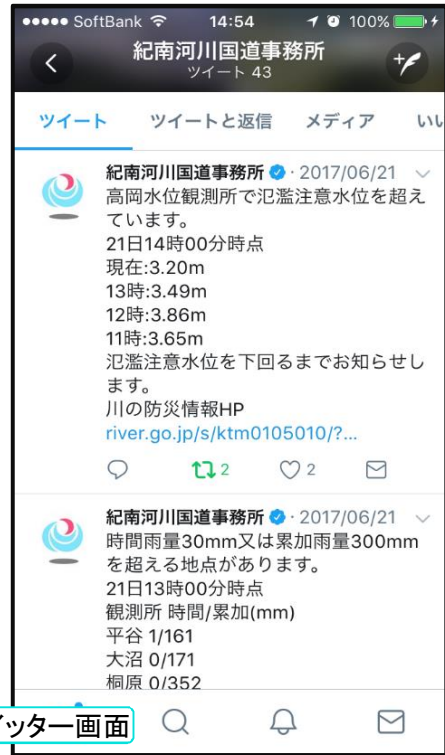 SoftBank 14:54 100%
紀南河川国道事務所
ツイート 43
ツイート ツイートと返信 メディア いい
紀南河川国道事務所 · 2017/06/21
高岡水位観測所で氾濫注意水位を超え
ています。
21日14時00分時点
現在:3.20m
13時:3.49m
12時:3.86m
11時:3.65m
氾濫注意水位を下回るまでお知らせし
ます。
川の防災情報HP
river.go.jp/s/ktm0105010/?...
2 2
紀南河川国道事務所 · 2017/06/21
時間雨量30mm又は累加雨量300mm
を超える地点があります。
21日13時00分時点
観測所 時間/累加(mm)
平谷 1/161
大沼 0/171
桐原 0/352
イッター画面